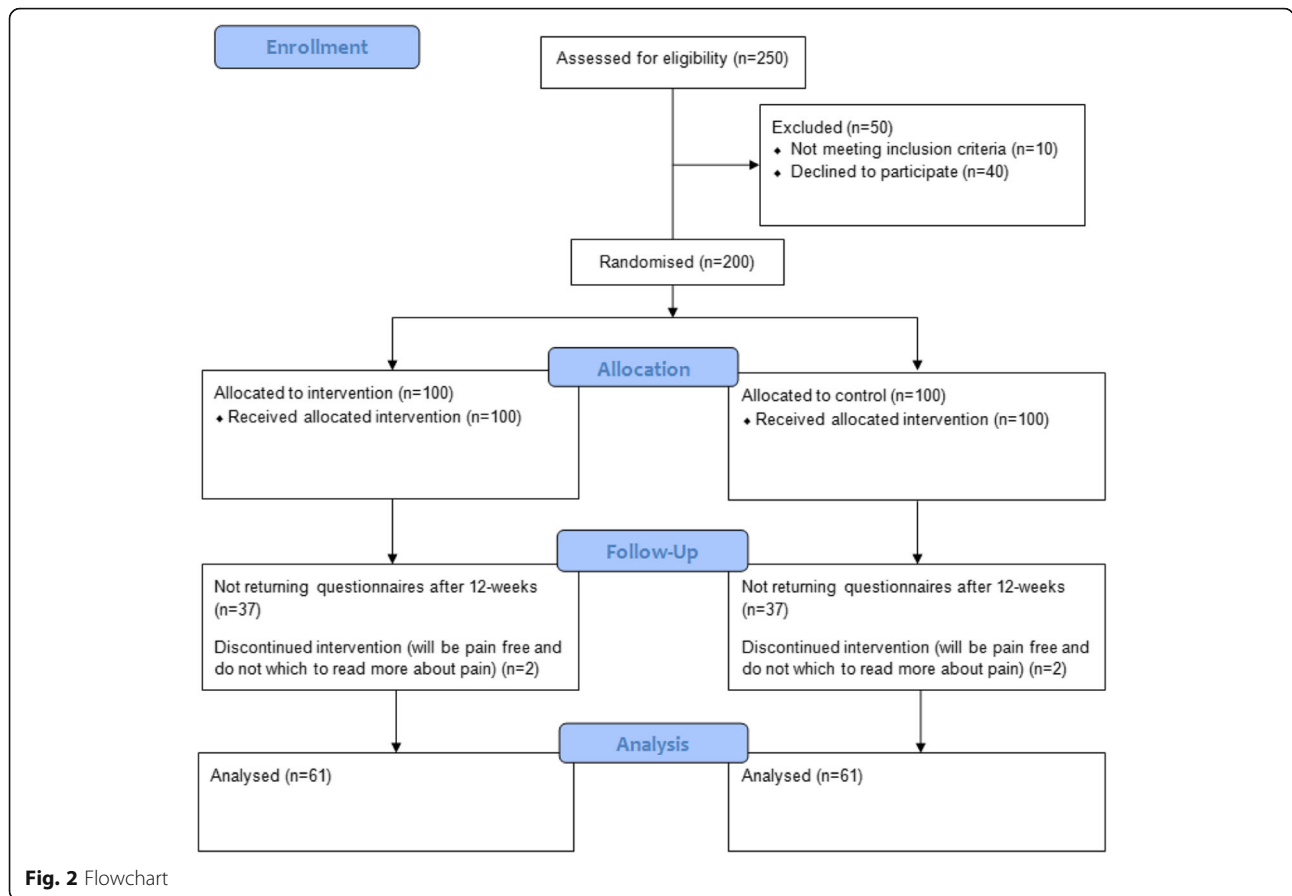 Enrollment
Assessed for eligibility (n=250)
Excluded (n=50)
♦ Not meeting inclusion criteria (n=10)
♦ Declined to participate (n=40)
Randomised (n=200)
Allocation
Allocated to intervention (n=100)
♦ Received allocated intervention (n=100)
Allocated to control (n=100)
♦ Received allocated intervention (n=100)
Follow-Up
Not returning questionnaires after 12-weeks
(n=37)
Discontinued intervention (will be pain free and
do not which to read more about pain) (n=2)
Not returning questionnaires after 12-weeks
(n=37)
Discontinued intervention (will be pain free and
do not which to read more about pain) (n=2)
Analysis
Analysed (n=61)
Analysed (n=61)
Fig. 2 Flowchart